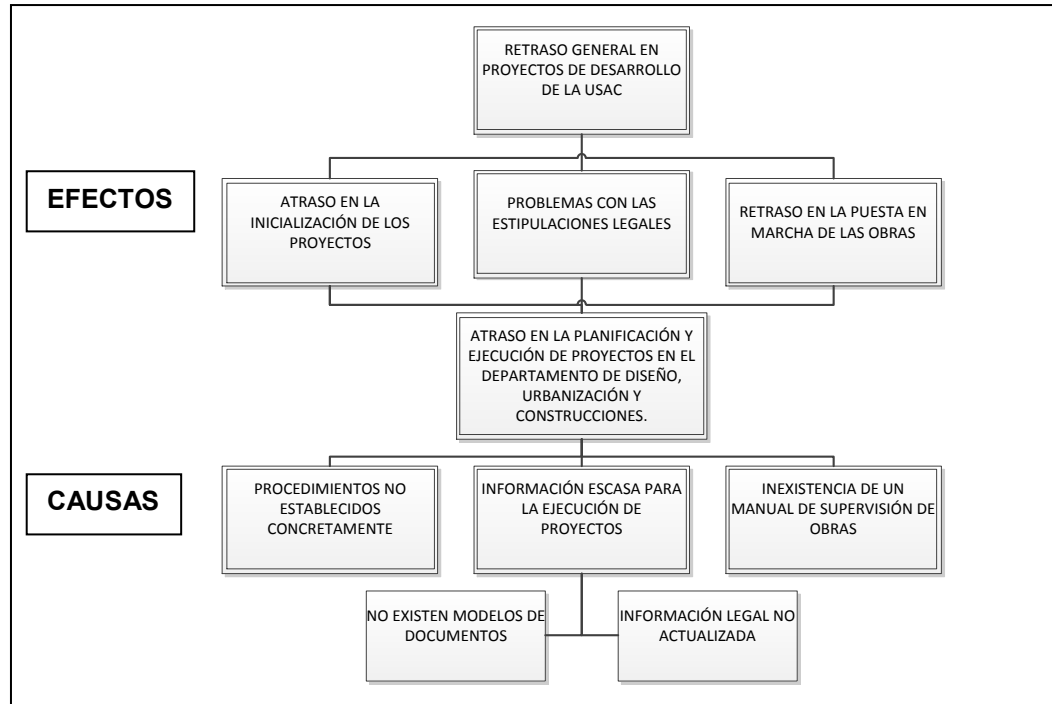 RETRASO GENERAL EN
PROYECTOS DE DESARROLLO
DE LA USAC
EFECTOS
ATRASO EN LA
INICIALIZACIÓN DE LOS
PROYECTOS
PROBLEMAS CON LAS
ESTIPULACIONES LEGALES
RETRASO EN LA PUESTA EN
MARCHA DE LAS OBRAS
ATRASO EN LA PLANIFICACIÓN Y
EJECUCIÓN DE PROYECTOS EN EL
DEPARTAMENTO DE DISEÑO,
URBANIZACIÓN Y
CONSTRUCCIONES.
CAUSAS
PROCEDIMIENTOS NO
ESTABLECIDOS
CONCRETAMENTE
INFORMACIÓN ESCASA PARA
LA EJECUCIÓN DE
PROYECTOS
INEXISTENCIA DE UN
MANUAL DE SUPERVISIÓN DE
OBRAS
NO EXISTEN MODELOS DE
DOCUMENTOS
INFORMACIÓN LEGAL NO
ACTUALIZADA